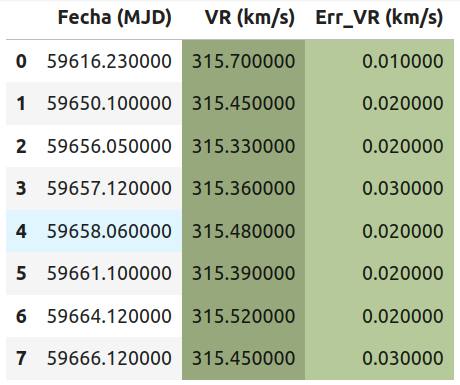 Fecha (MJD) VR (km/s) Err_VR (km/s)
0 59616.230000 315.700000 0.010000
1 59650.100000 315.450000 0.020000
2 59656.050000 315.330000 0.020000
3 59657.120000 315.360000 0.030000
4 59658.060000 315.480000 0.020000
5 59661.100000 315.390000 0.020000
6 59664.120000 315.520000 0.020000
7 59666.120000 315.450000 0.030000